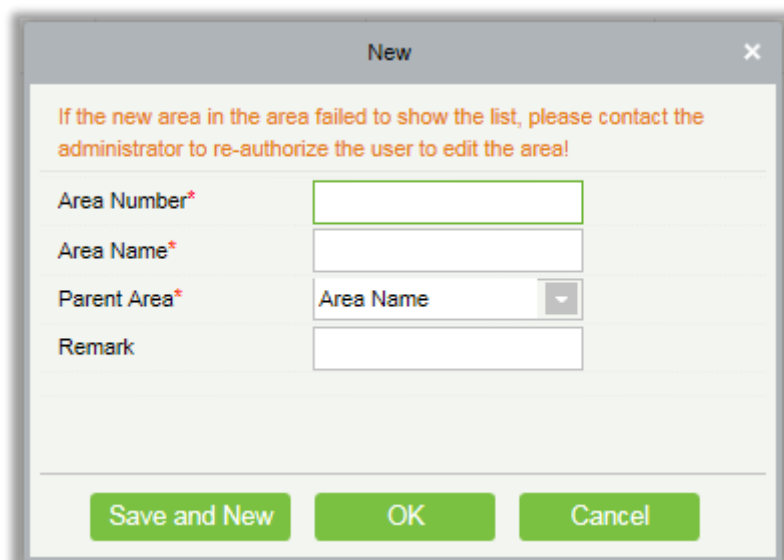 New ×
If the new area in the area failed to show the list, please contact the
administrator to re-authorize the user to edit the area!
Area Number*
Area Name*
Parent Area* Area Name
Remark
Save and New OK Cancel